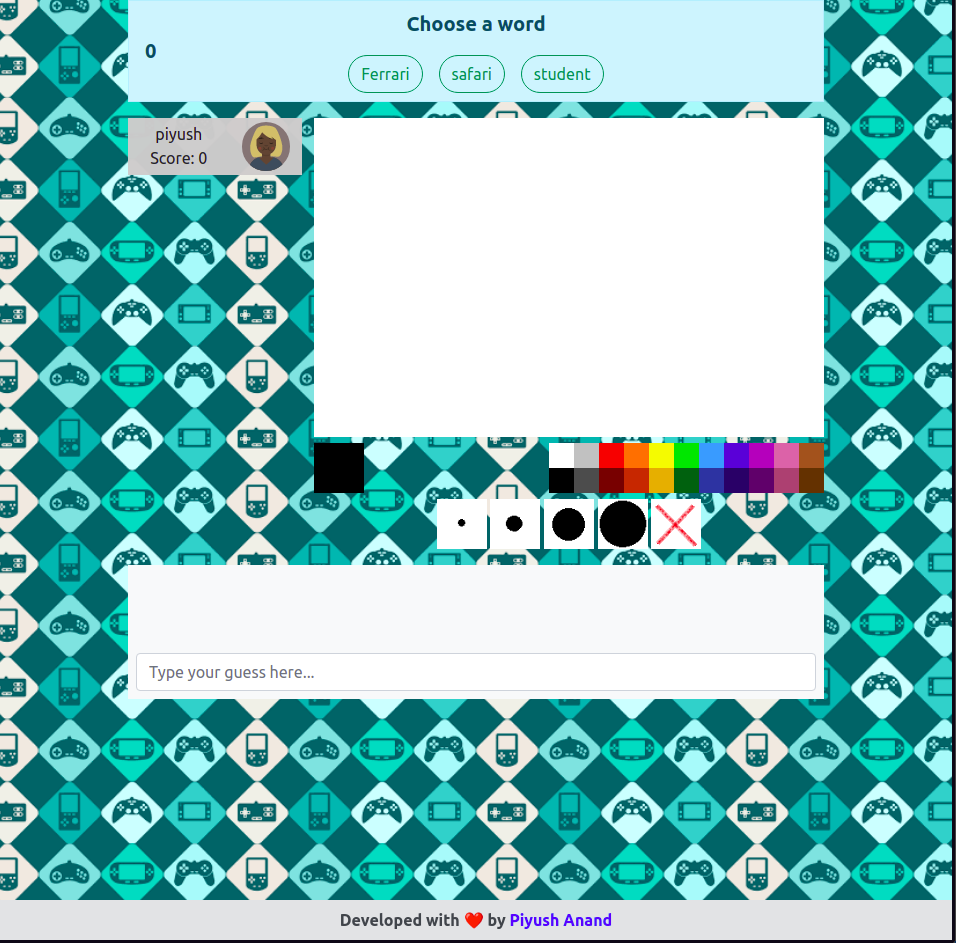 Choose a word
0
Ferrari safari student
piyush
Score: 0
Type your guess here...
Developed with ❤️ by Piyush Anand